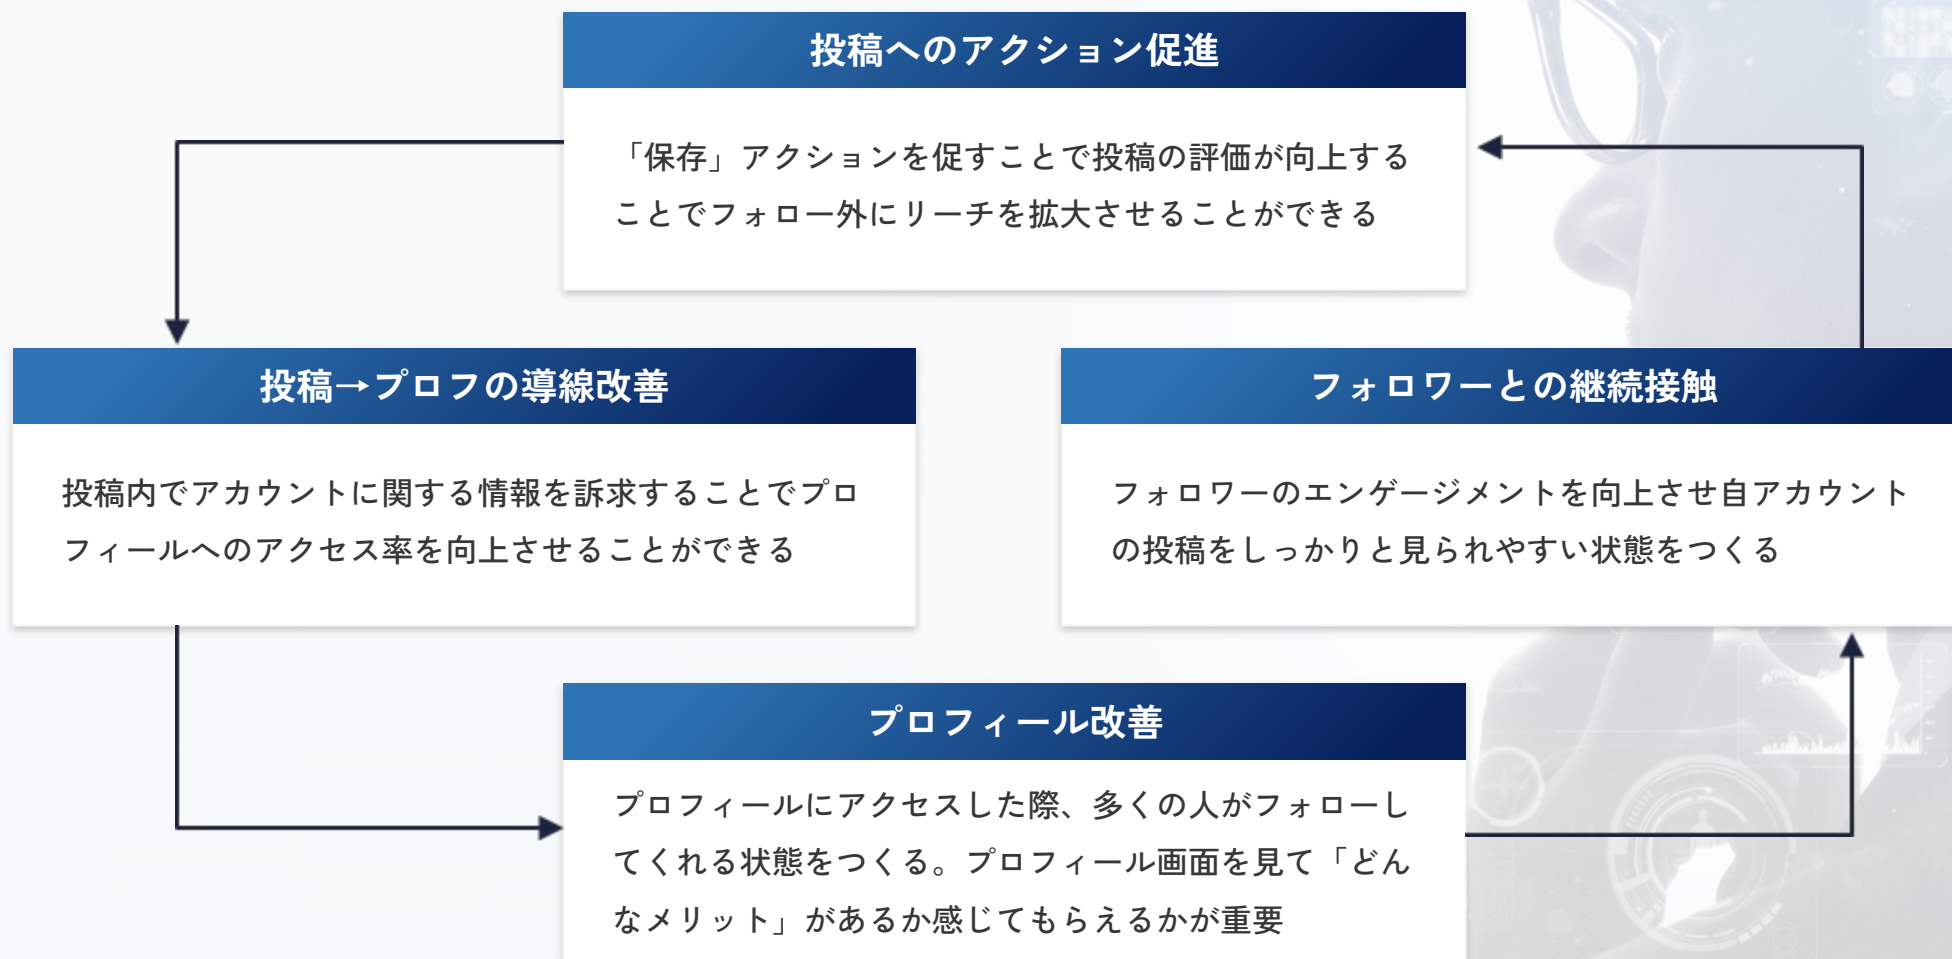 投稿へのアクション促進
「保存」アクションを促すことで投稿の評価が向上する
ことでフォロー外にリーチを拡大させることができる
投稿→プロフの導線改善
投稿内でアカウントに関する情報を訴求することでプロ
フィールへのアクセス率を向上させることができる
フォロワーとの継続接触
フォロワーのエンゲージメントを向上させ自アカウント
の投稿をしっかりと見られやすい状態をつくる
プロフィール改善
プロフィールにアクセスした際、多くの人がフォローし
てくれる状態をつくる。プロフィール画面を見て「どん
なメリット」があるか感じてもらえるかが重要